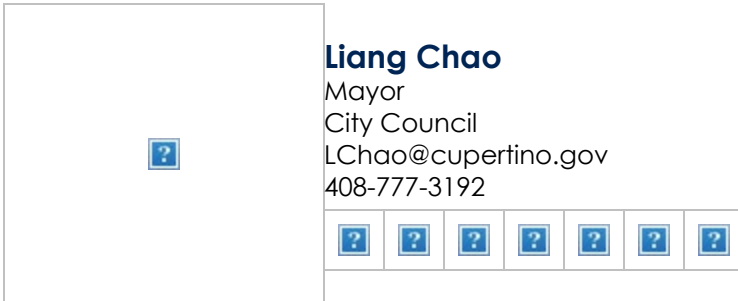 Liang Chao
Mayor
City Council
LChao@cupertino.gov
408-777-3192